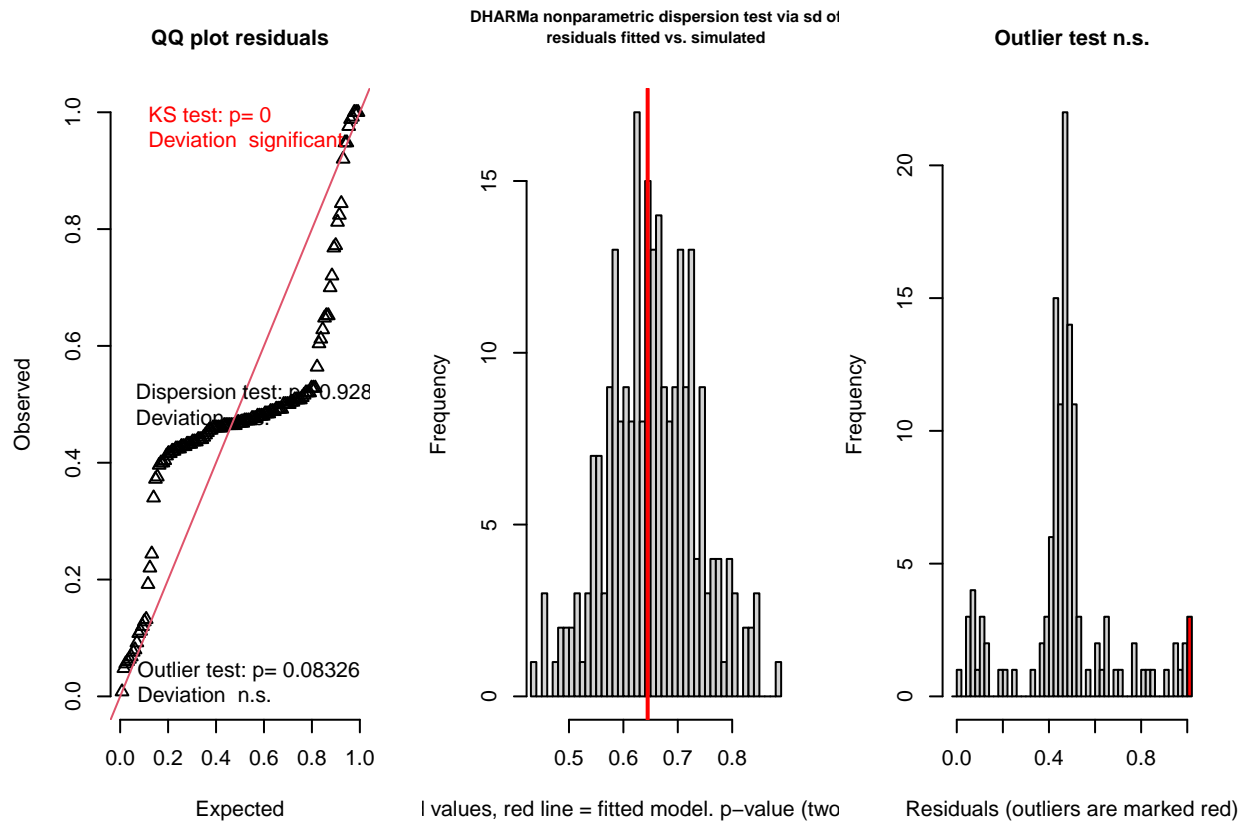 QQ plot residuals
KS test: p= 0
Deviation significant
Dispersion test: p= 0.928
Deviation n.s.
Outlier test: p= 0.08326
Deviation n.s.
Observed
0.0 0.2 0.4 0.6 0.8 1.0
0.0 0.2 0.4 0.6 0.8 1.0
Expected
DHARMa nonparametric dispersion test via sd of
residuals fitted vs. simulated
Frequency
0 5 10 15
0.5 0.6 0.7 0.8
values, red line = fitted model. p−value (two
Outlier test n.s.
Frequency
0 5 10 15 20
0.0 0.4 0.8
Residuals (outliers are marked red)